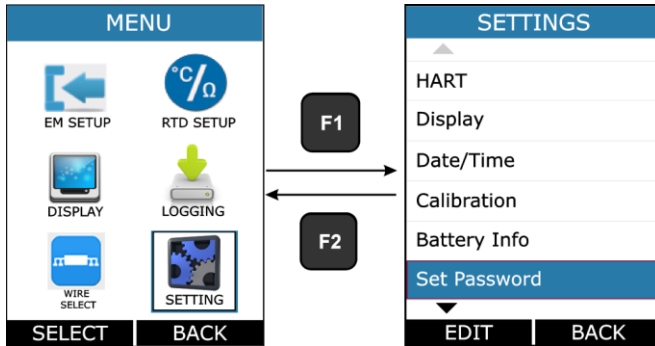 MENU
°C/Ω
EM SETUP
RTD SETUP
DISPLAY
LOGGING
WIRE
SELECT
SETTING
SELECT
BACK
F1
F2
SETTINGS
HART
Display
Date/Time
Calibration
Battery Info
Set Password
EDIT
BACK